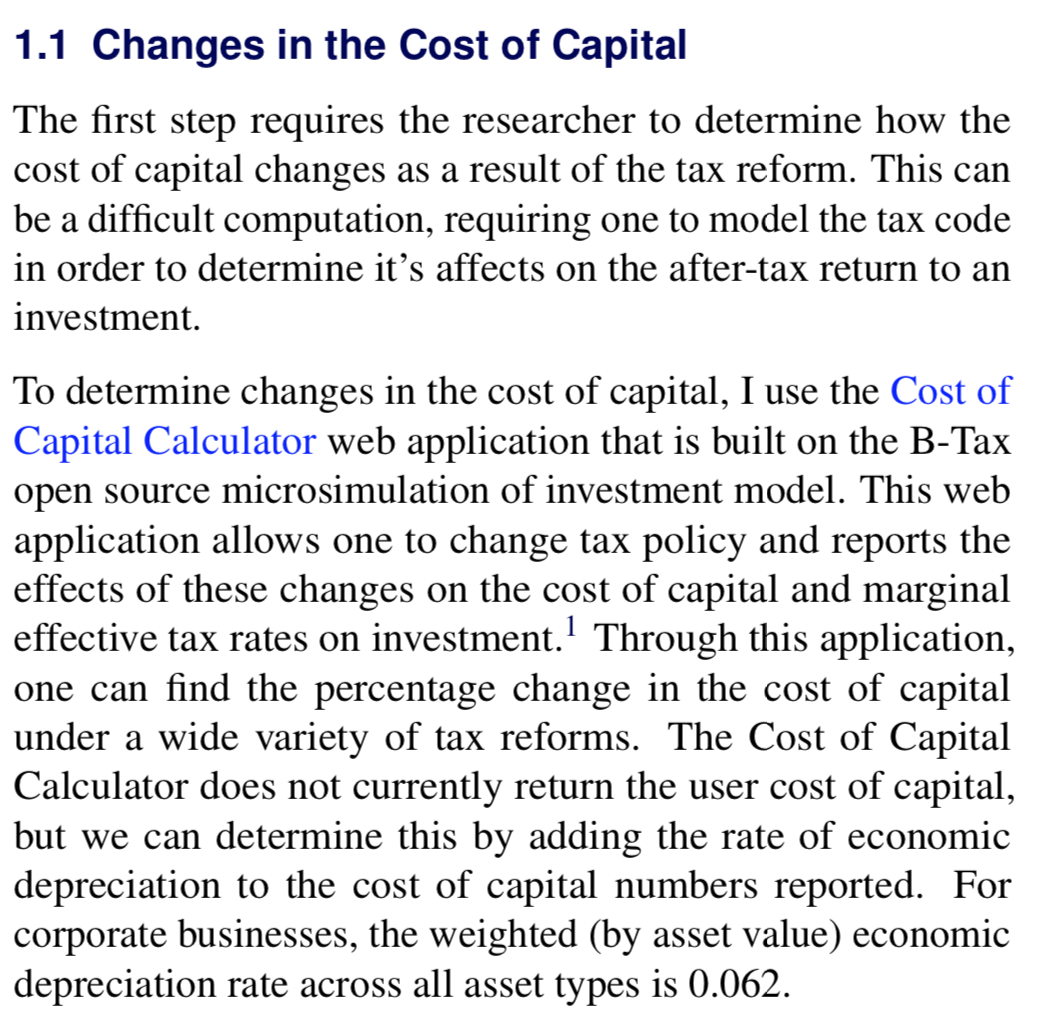 1.1 Changes in the Cost of Capital
The first step requires the researcher to determine how the
cost of capital changes as a result of the tax reform. This can
be a difficult computation, requiring one to model the tax code
in order to determine it's affects on the after-tax return to an
investment.
To determine changes in the cost of capital, I use the Cost of
Capital Calculator web application that is built on the B-Tax
open source microsimulation of investment model. This web
application allows one to change tax policy and reports the
effects of these changes on the cost of capital and marginal
effective tax rates on investment.1 Through this application,
one can find the percentage change in the cost of capital
under a wide variety of tax reforms. The Cost of Capital
Calculator does not currently return the user cost of capital,
but we can determine this by adding the rate of economic
depreciation to the cost of capital numbers reported. For
corporate businesses, the weighted (by asset value) economic
depreciation rate across all asset types is 0.062.